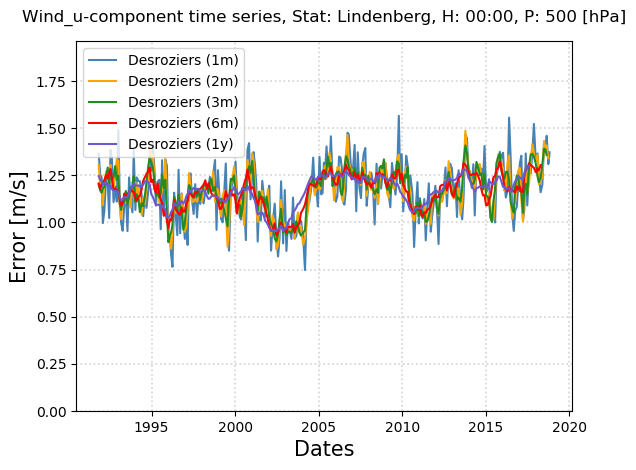 Wind_u-component time series, Stat: Lindenberg, H: 00:00, P: 500 [hPa]
Desroziers (1m)
Desroziers (2m)
Desroziers (3m)
Desroziers (6m)
Desroziers (1y)
Error [m/s]
1.75
1.50
1.25
1.00
0.75
0.50
0.25
0.00
1995 2000 2005 2010 2015 2020
Dates